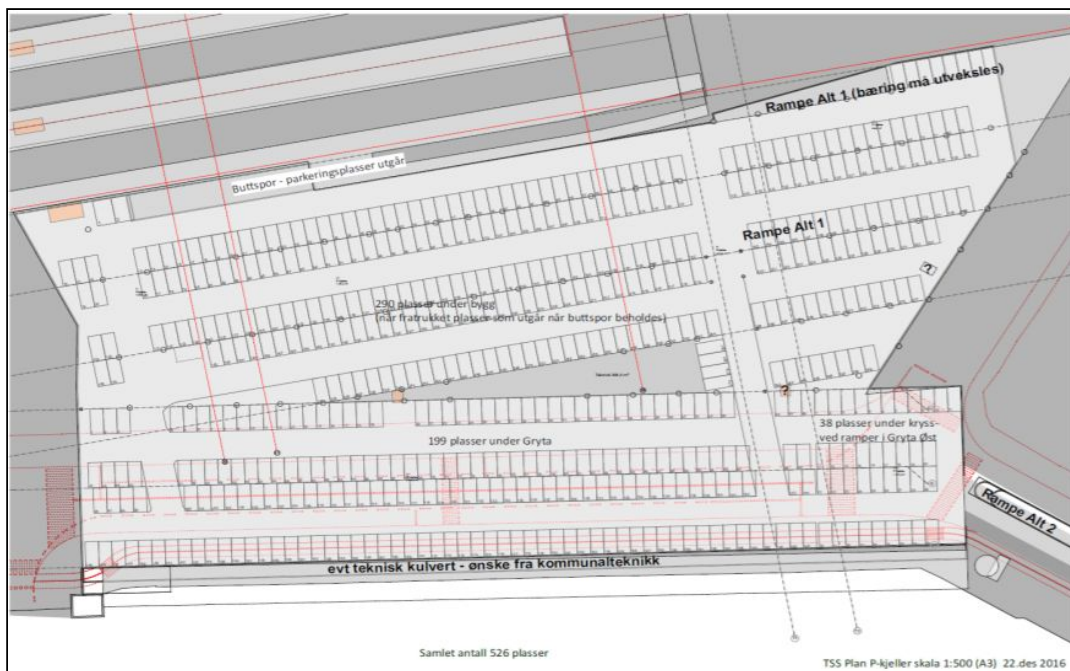 Rampe Alt 1 (bæring må utveksles)
Buttspor - parkeringsplasser utgår
Rampe Alt 1
?
290 plasser under bygg
(når fratrukket plasser som utgår når buttspor beholdes)
?
199 plasser under Gryta
38 plasser under kryss-
ved ramper i Gryta Øst
Rampe Alt 2
evt teknisk kulvert - ønske fra kommunalteknikk
Samlet antall 526 plasser
TSS Plan P-kjeller skala 1:500 (A3) 22.des 2016